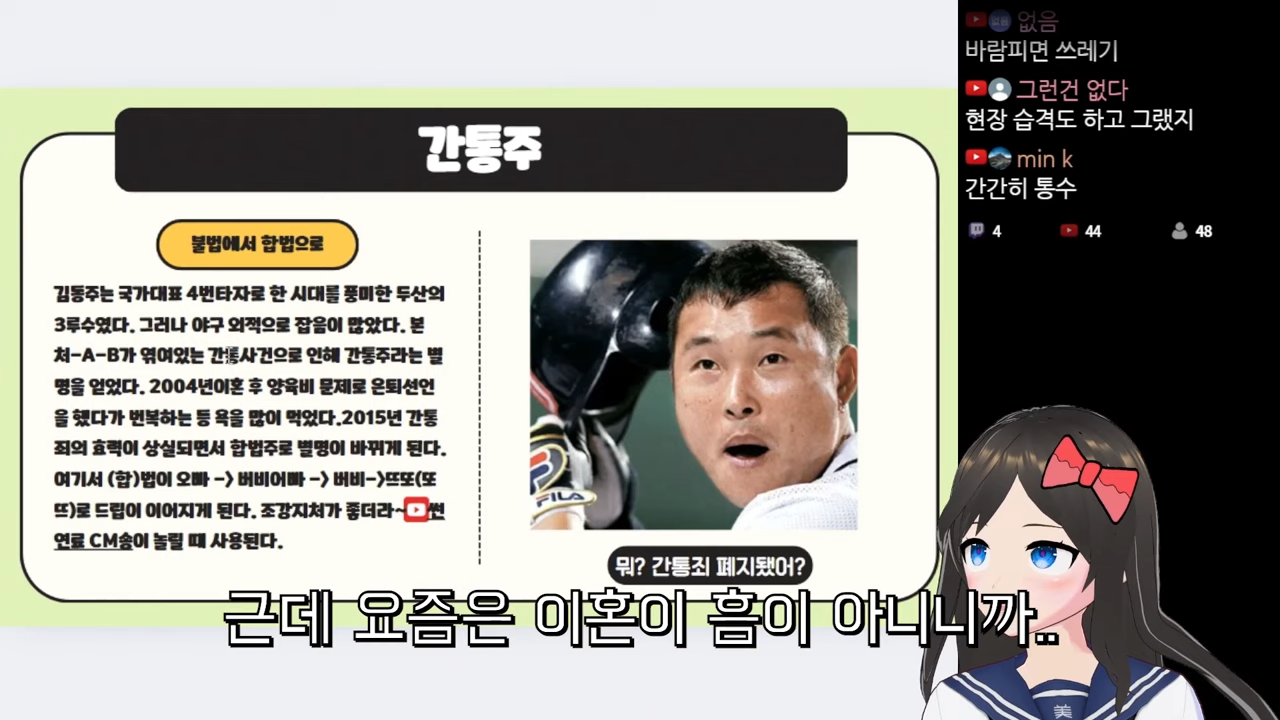 간통주
불법에서 합법으로
김동주는 국가대표 4번타자로 한 시대를 풍미한 두산의
3루수였다. 그러나 야구 외적으로 잡음이 많았다. 본
처-A-B가 엮여있는 간통사건으로 인해 간통주라는 별
명을 얻었다. 2004년이혼 후 양육비 문제로 은퇴선언
을 했다가 번복하는 등 욕을 많이 먹었다.2015년 간통
죄의 효력이 상실되면서 합법주로 별명이 바뀌게 된다.
여기서 (합)법이 오빠 -> 버비어빠 -> 버비->뜨또(또
뜨)로 드립이 이어지게 된다. 조강지처가 좋더라~썬
연료 CM송이 놀릴 때 사용된다.
FILA
뭐? 간통죄 폐지됐어?
근데 요즘은 이혼이 흠이 아니니까..
없음 없음
바람피면 쓰레기
그런건 없다
현장 습격도 하고 그랬지
min k
간간히 통수
4 44 48
美